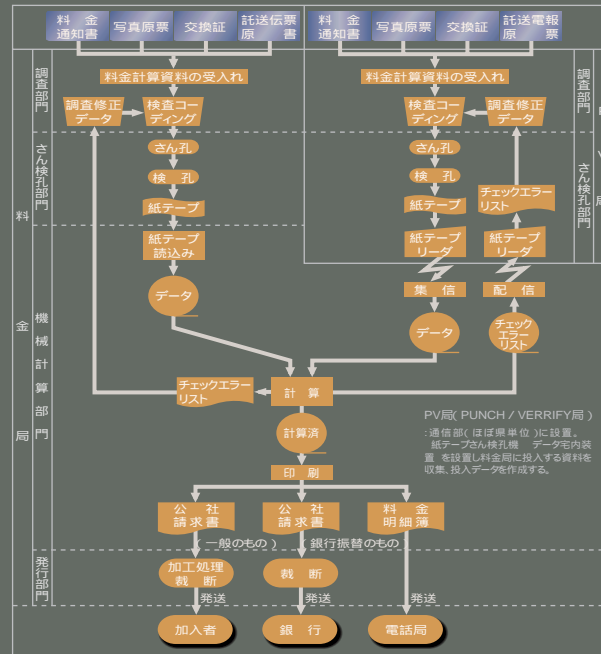 料金
通知書
写真原票
交換証
託送伝票
原書
料金
通知書
写真原票
交換証
託送電報
原票
料金計算資料の受入れ
料金計算資料の受入れ
調査部門
調査部門
調査修正
データ
検査コー
ディング
検査コー
ディング
調査修正
データ
さん検孔部門
さん検孔部門
さん孔
検孔
紙テープ
さん孔
検孔
紙テープ
チェックエラー
リスト
料金局
機械計算部門
紙テープ
読込み
紙テープ
リーダ
紙テープ
リーダ
データ
集信
配信
データ
チェック
エラー
リスト
チェックエラー
リスト
計算
計算済
印刷
PV局( PUNCH / VERRIFY局 )
:通信部( ほぼ県単位 )に設置。
紙テープさん検孔機 データ宅内装
置 を設置し料金局に投入する資料を
収集、投入データを作成する。
公社
請求書
公社
請求書
料金
明細簿
( 一般のもの )
( 銀行振替のもの )
発行部門
加工処理
裁断
裁断
発送
発送
発送
加入者
銀行
電話局